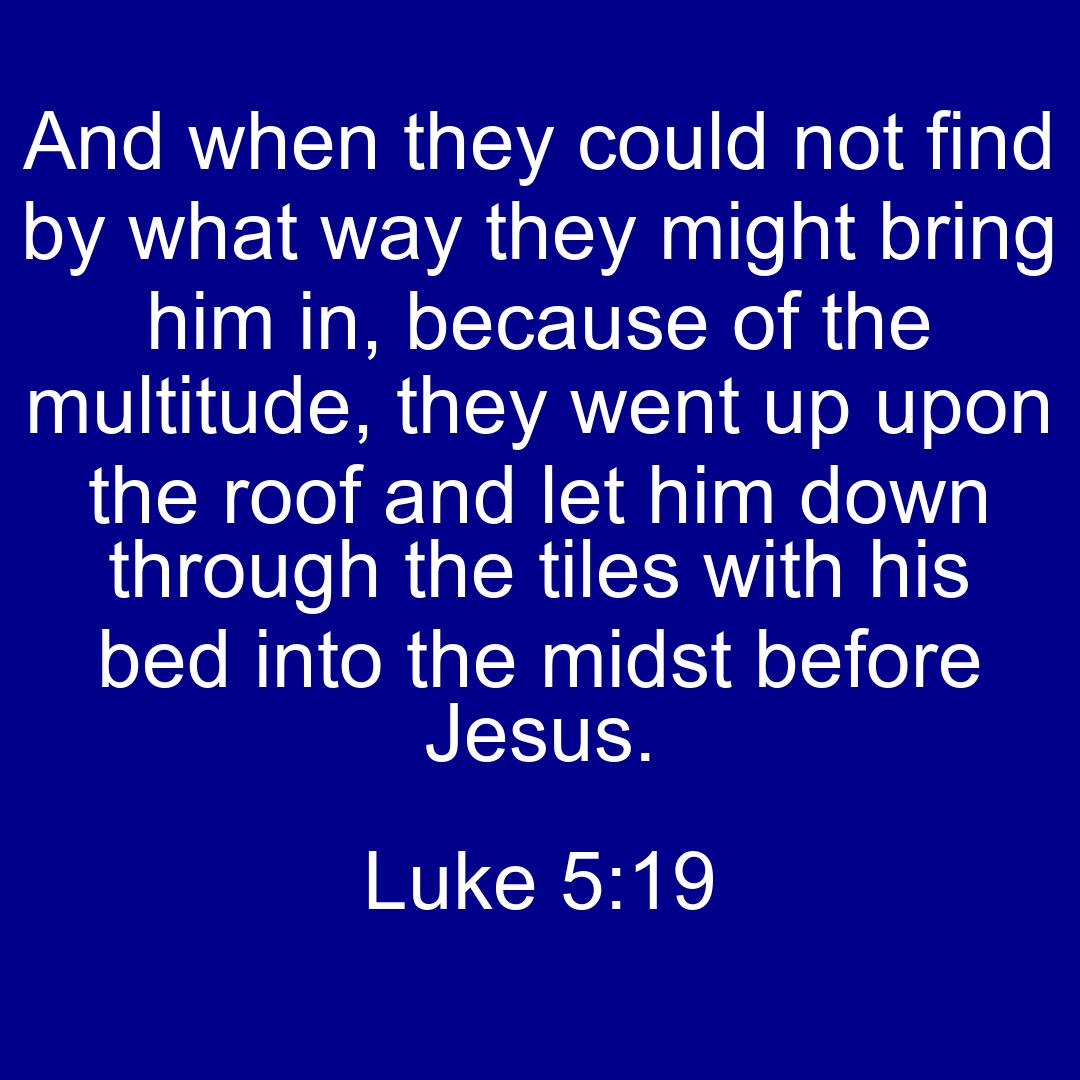 And when they could not find
by what way they might bring
him in, because of the
multitude, they went up upon
the roof and let him down
through the tiles with his
bed into the midst before
Jesus.
Luke 5:19